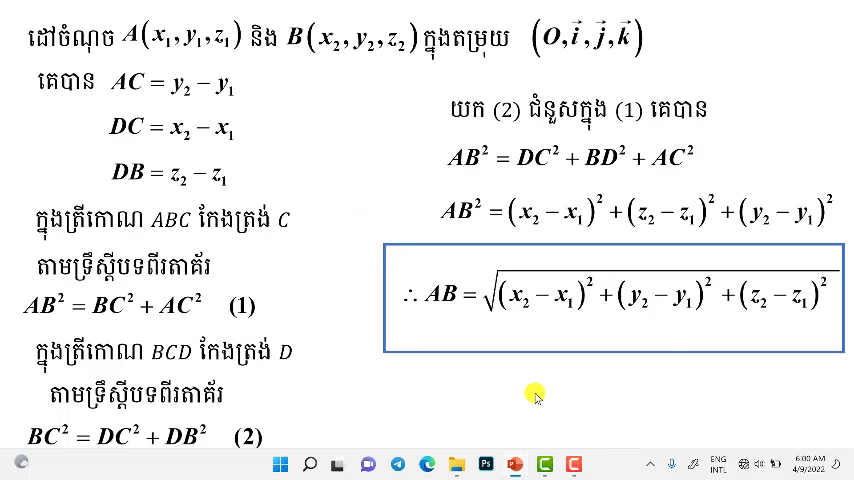 ដៅចំណុច A(x₁, y₁, z₁) និង B(x₂, y₂, z₂) ក្នុងតម្រុយ (O, i⃗, j⃗, k⃗)
គេបាន AC = y₂ − y₁
DC = x₂ − x₁
DB = z₂ − z₁
ក្នុងត្រីកោណ ABC កែងត្រង់ C
តាមទ្រឹស្តីបទពីរតាគ័រ
AB² = BC² + AC² (1)
ក្នុងត្រីកោណ BCD កែងត្រង់ D
តាមទ្រឹស្តីបទពីរតាគ័រ
BC² = DC² + DB² (2)
យក (2) ជំនួសក្នុង (1) គេបាន
AB² = DC² + BD² + AC²
AB² = (x₂ − x₁)² + (z₂ − z₁)² + (y₂ − y₁)²
∴ AB = √((x₂ − x₁)² + (y₂ − y₁)² + (z₂ − z₁)²)
Ps
ENG
INTL
6:00 AM
4/9/2022